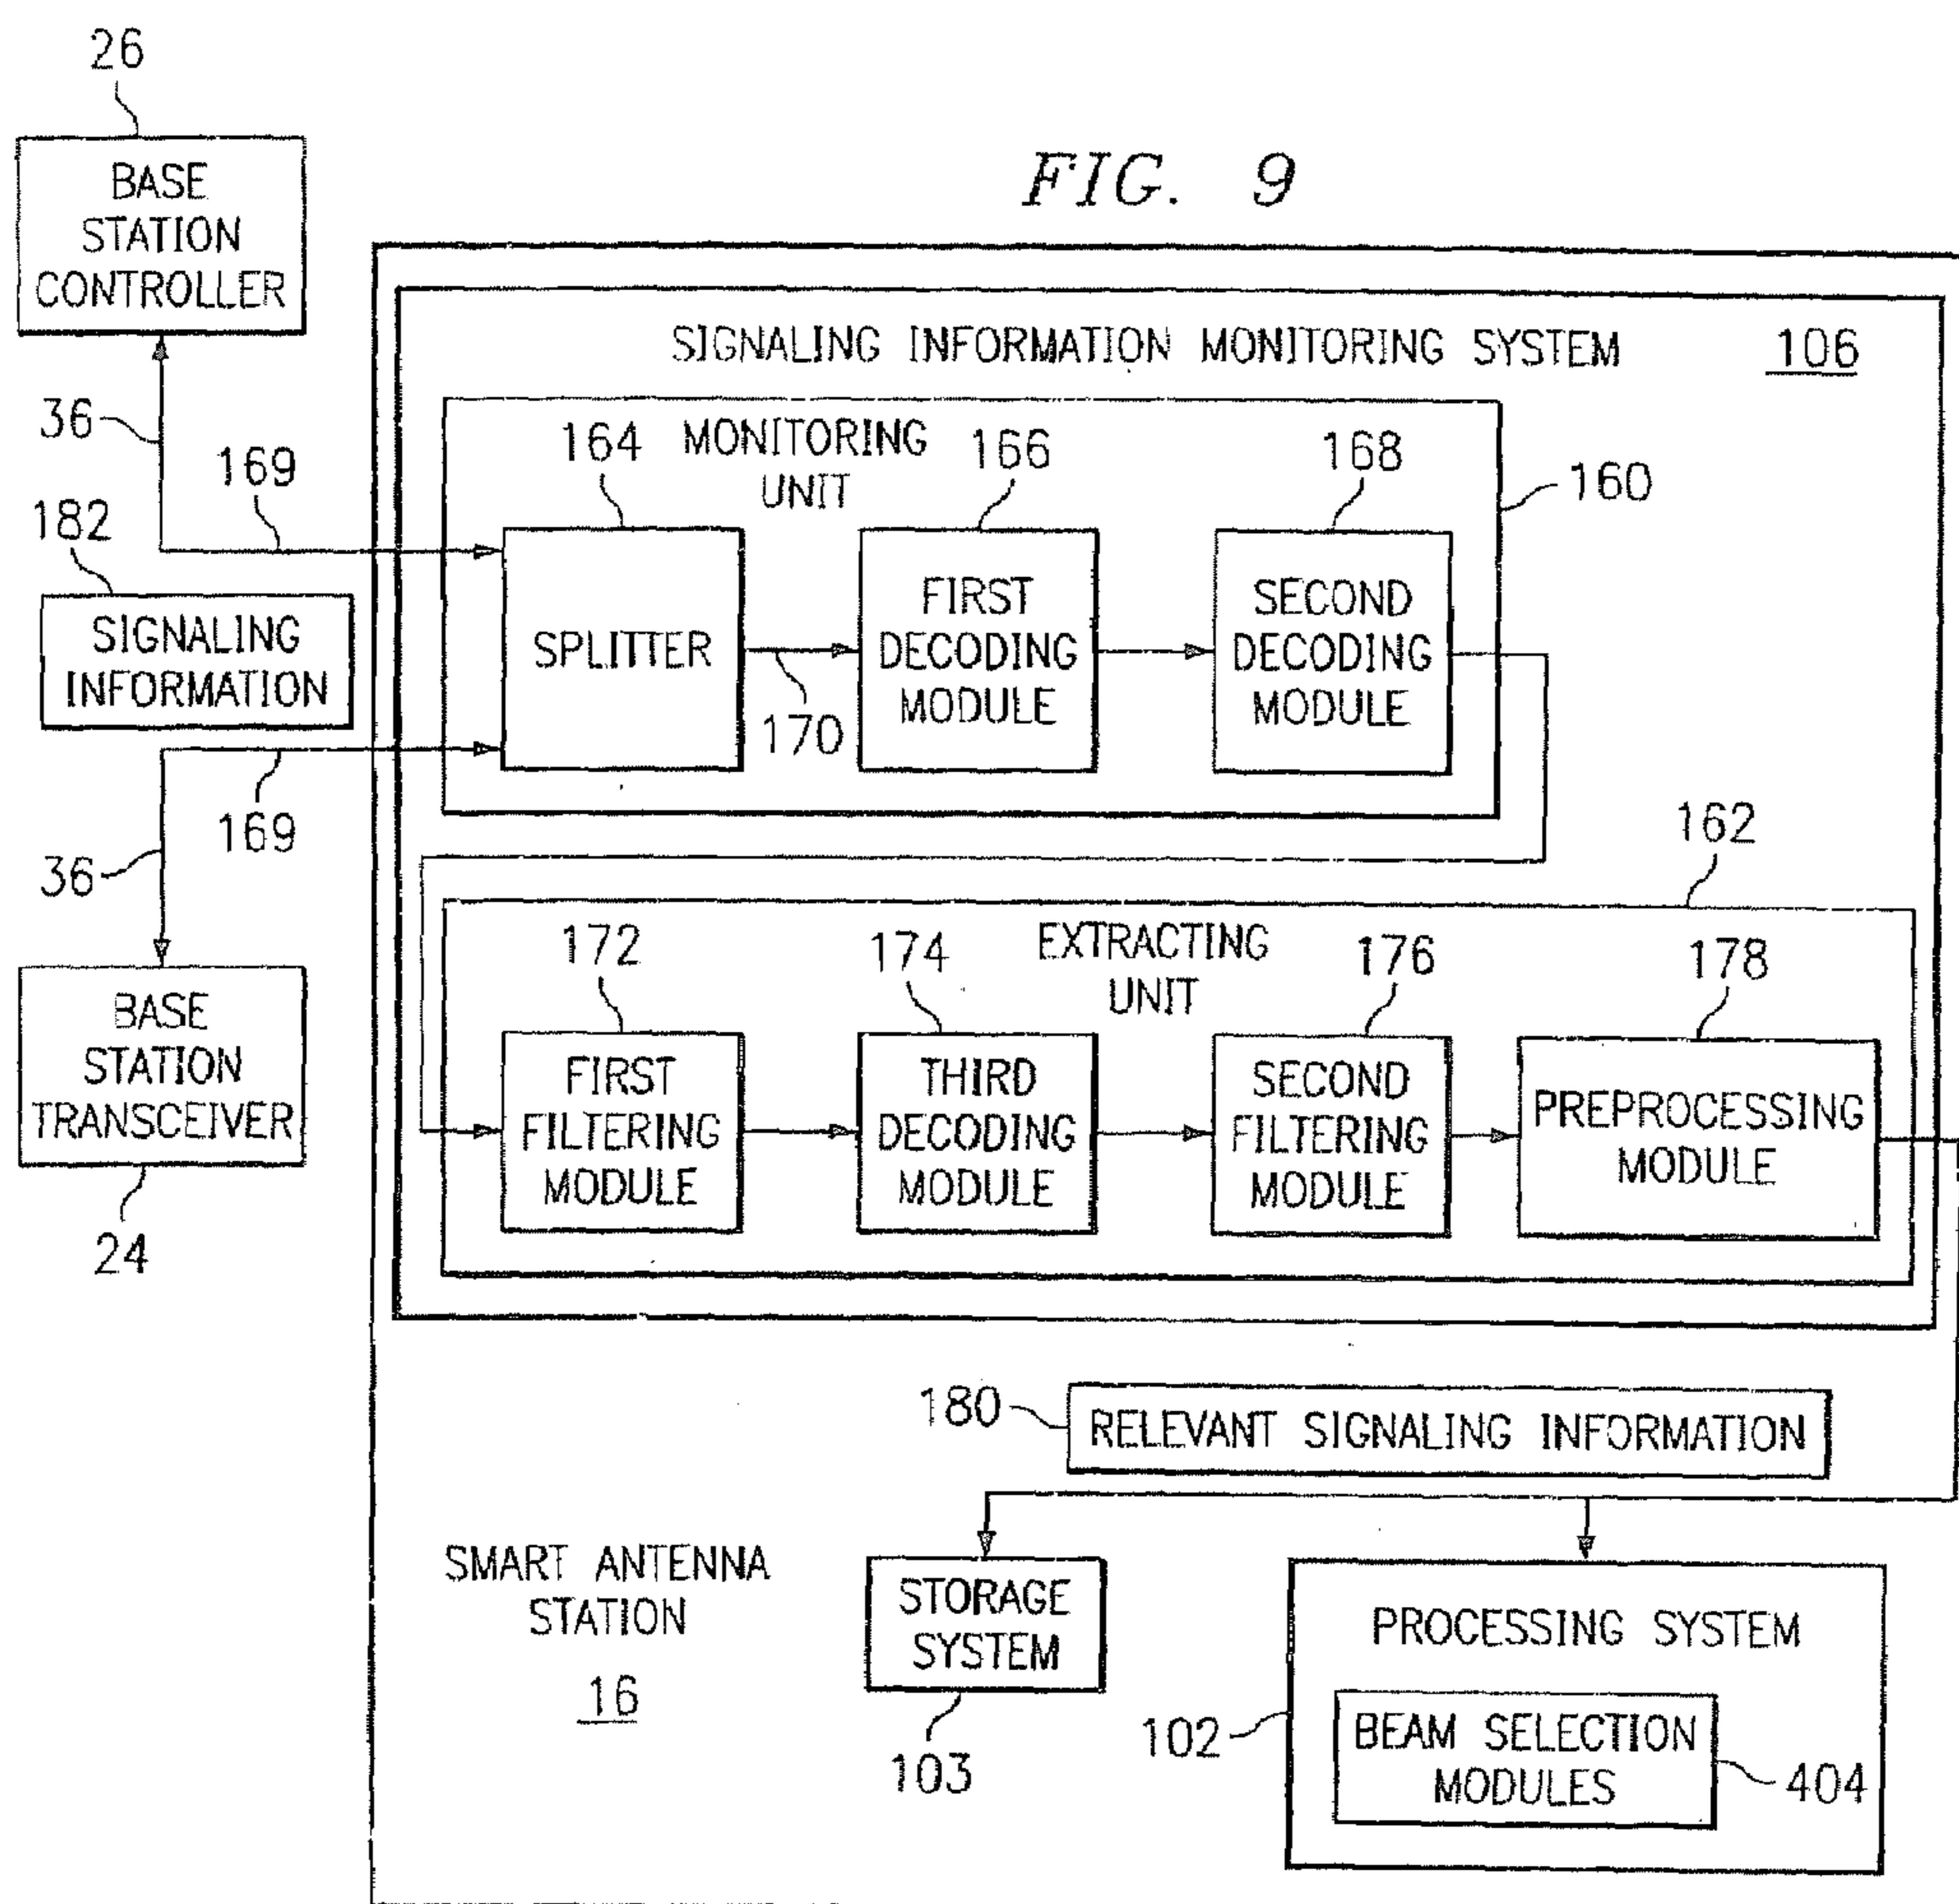 FIG. 9
26
BASE
STATION
CONTROLLER
36
169
182
SIGNALING
INFORMATION
169
36
BASE
STATION
TRANSCEIVER
24
SIGNALING INFORMATION MONITORING SYSTEM
106
MONITORING
UNIT
164
166
168
160
SPLITTER
170
FIRST
DECODING
MODULE
SECOND
DECODING
MODULE
162
EXTRACTING
UNIT
172
174
176
178
FIRST
FILTERING
MODULE
THIRD
DECODING
MODULE
SECOND
FILTERING
MODULE
PREPROCESSING
MODULE
180
RELEVANT SIGNALING INFORMATION
SMART ANTENNA
STATION
16
STORAGE
SYSTEM
103
PROCESSING SYSTEM
102
BEAM SELECTION
MODULES
404